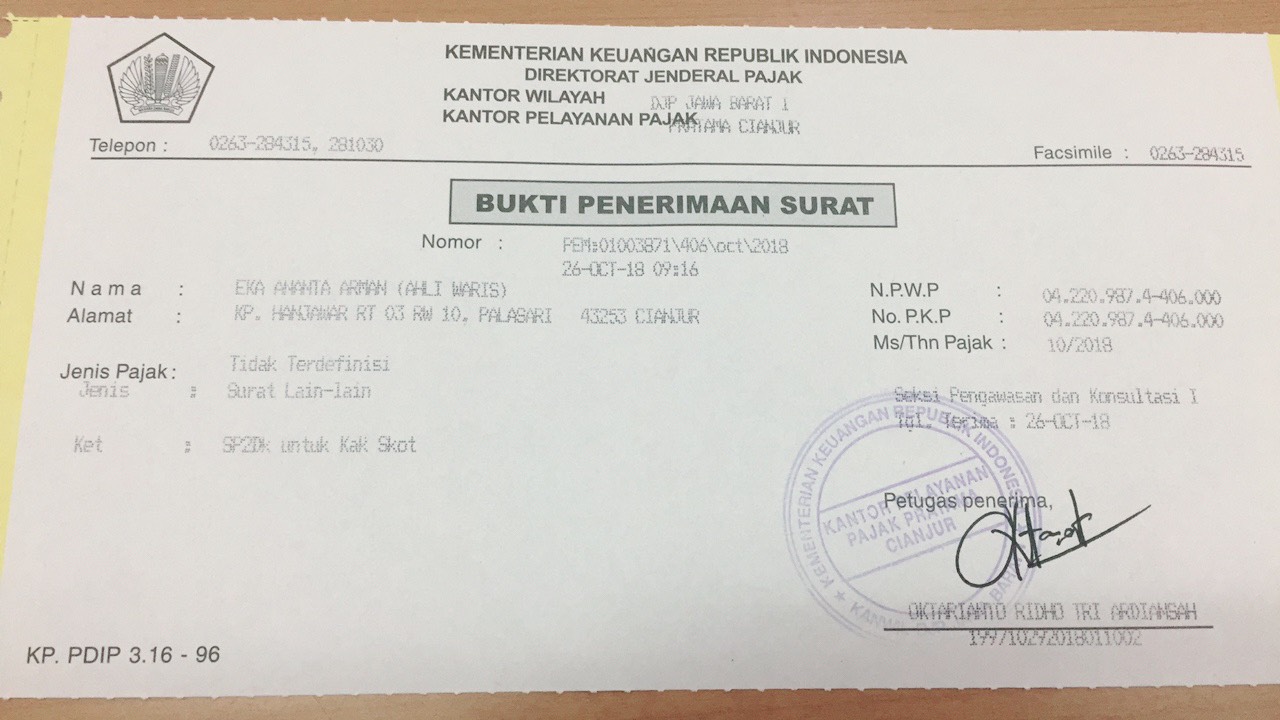 KEMENTERIAN KEUANGAN REPUBLIK INDONESIA
DIREKTORAT JENDERAL PAJAK
KANTOR WILAYAH DJP JAWA BARAT I
KANTOR PELAYANAN PAJAK PRATAMA CIANJUR
Telepon : 0263-284315, 281030
Facsimile : 0263-284315
BUKTI PENERIMAAN SURAT
Nomor : PEM:01003871\406\oct\2018
26-OCT-18 09:16
Nama : EKA ANANTA ARMAN (AHLI WARIS)
Alamat : KP. HANJAWAR RT 03 RW 10, PALASARI 43253 CIANJUR
N.P.W.P : 04.220.987.4-406.000
No. P.K.P : 04.220.987.4-406.000
Ms/Thn Pajak : 10/2018
Jenis Pajak : Tidak Terdefinisi
Jenis : Surat Lain-lain
Ket : SP2DK untuk Kak Skot
Seksi Pengawasan dan Konsultasi I
Tgl. Terima : 26-OCT-18
Petugas penerima,
KEMENTERIAN KEUANGAN REPUBLIK INDONESIA
KANTOR PELAYANAN
PAJAK PRATAMA
CIANJUR
OKTARIANTO RIDHO TRI ARDIANSAH
199710292018011002
KP. PDIP 3.16 - 96